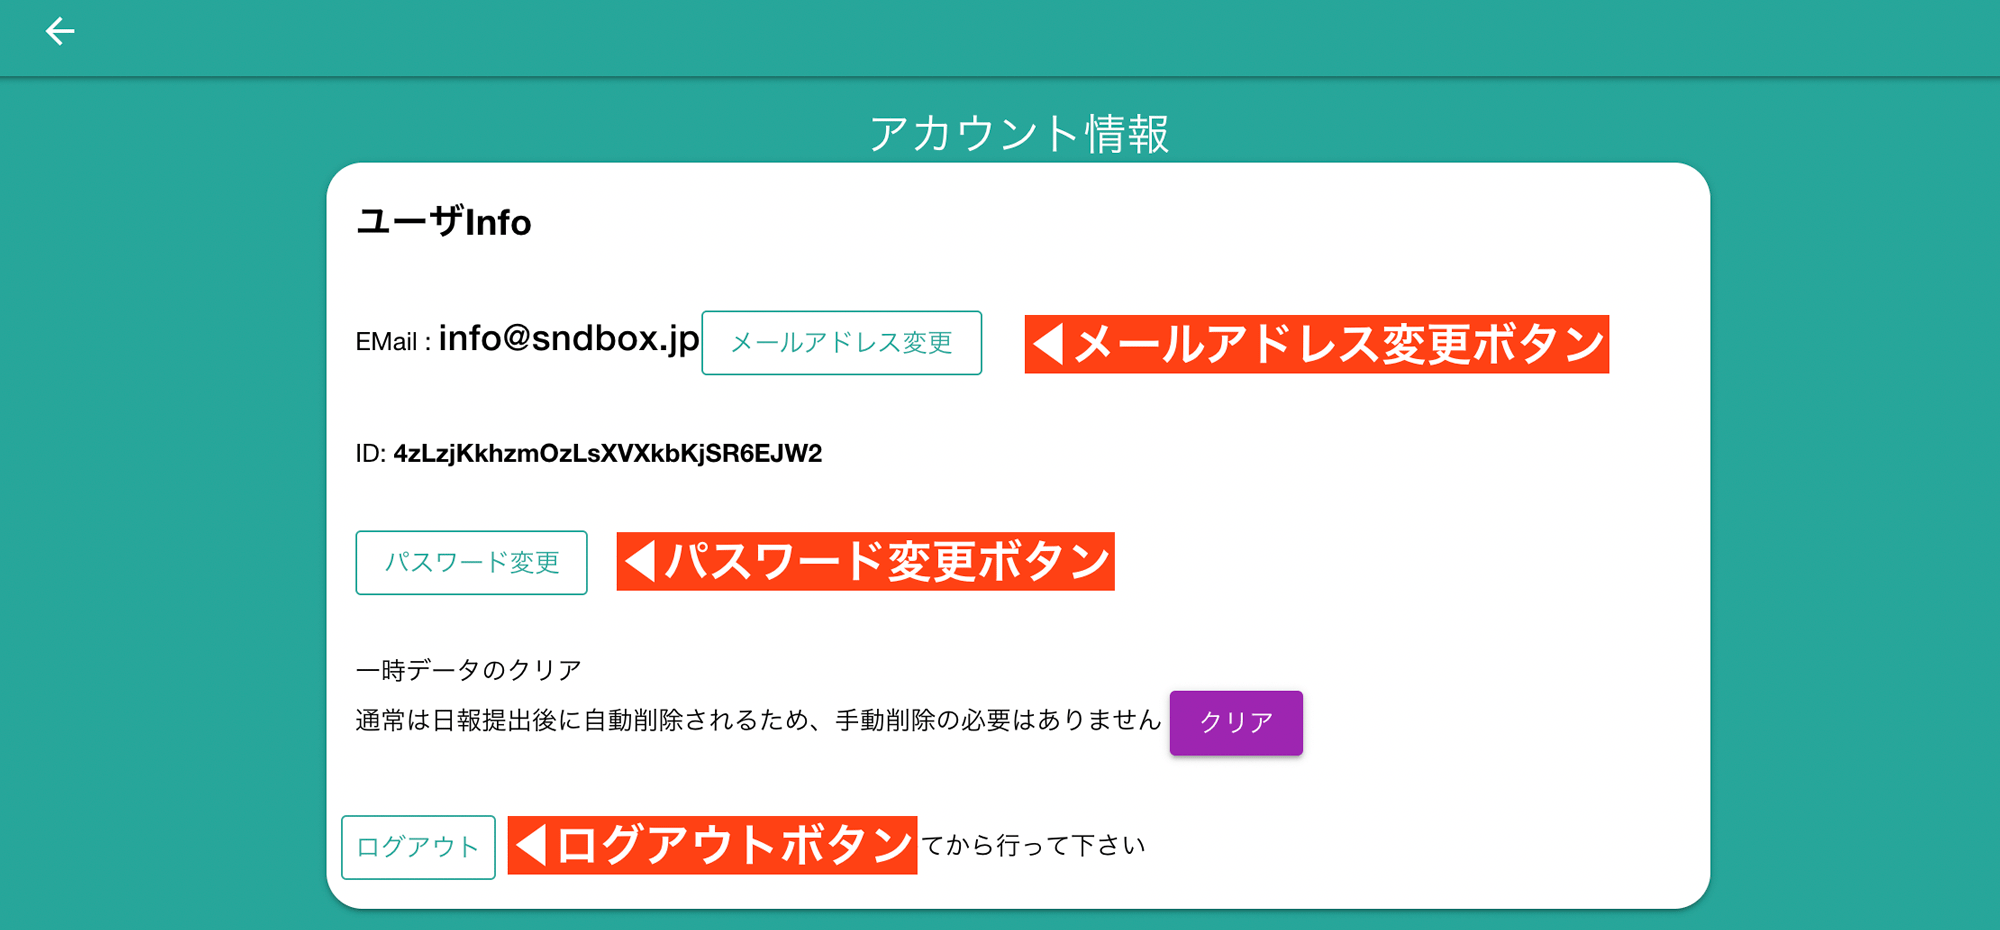 アカウント情報
ユーザInfo
EMail : info@sndbox.jp メールアドレス変更 ◀メールアドレス変更ボタン
ID: 4zLzjKkhzmOzLsXVXkbKjSR6EJW2
パスワード変更 ◀パスワード変更ボタン
一時データのクリア
通常は日報提出後に自動削除されるため、手動削除の必要はありません クリア
ログアウト ◀ログアウトボタン てから行って下さい